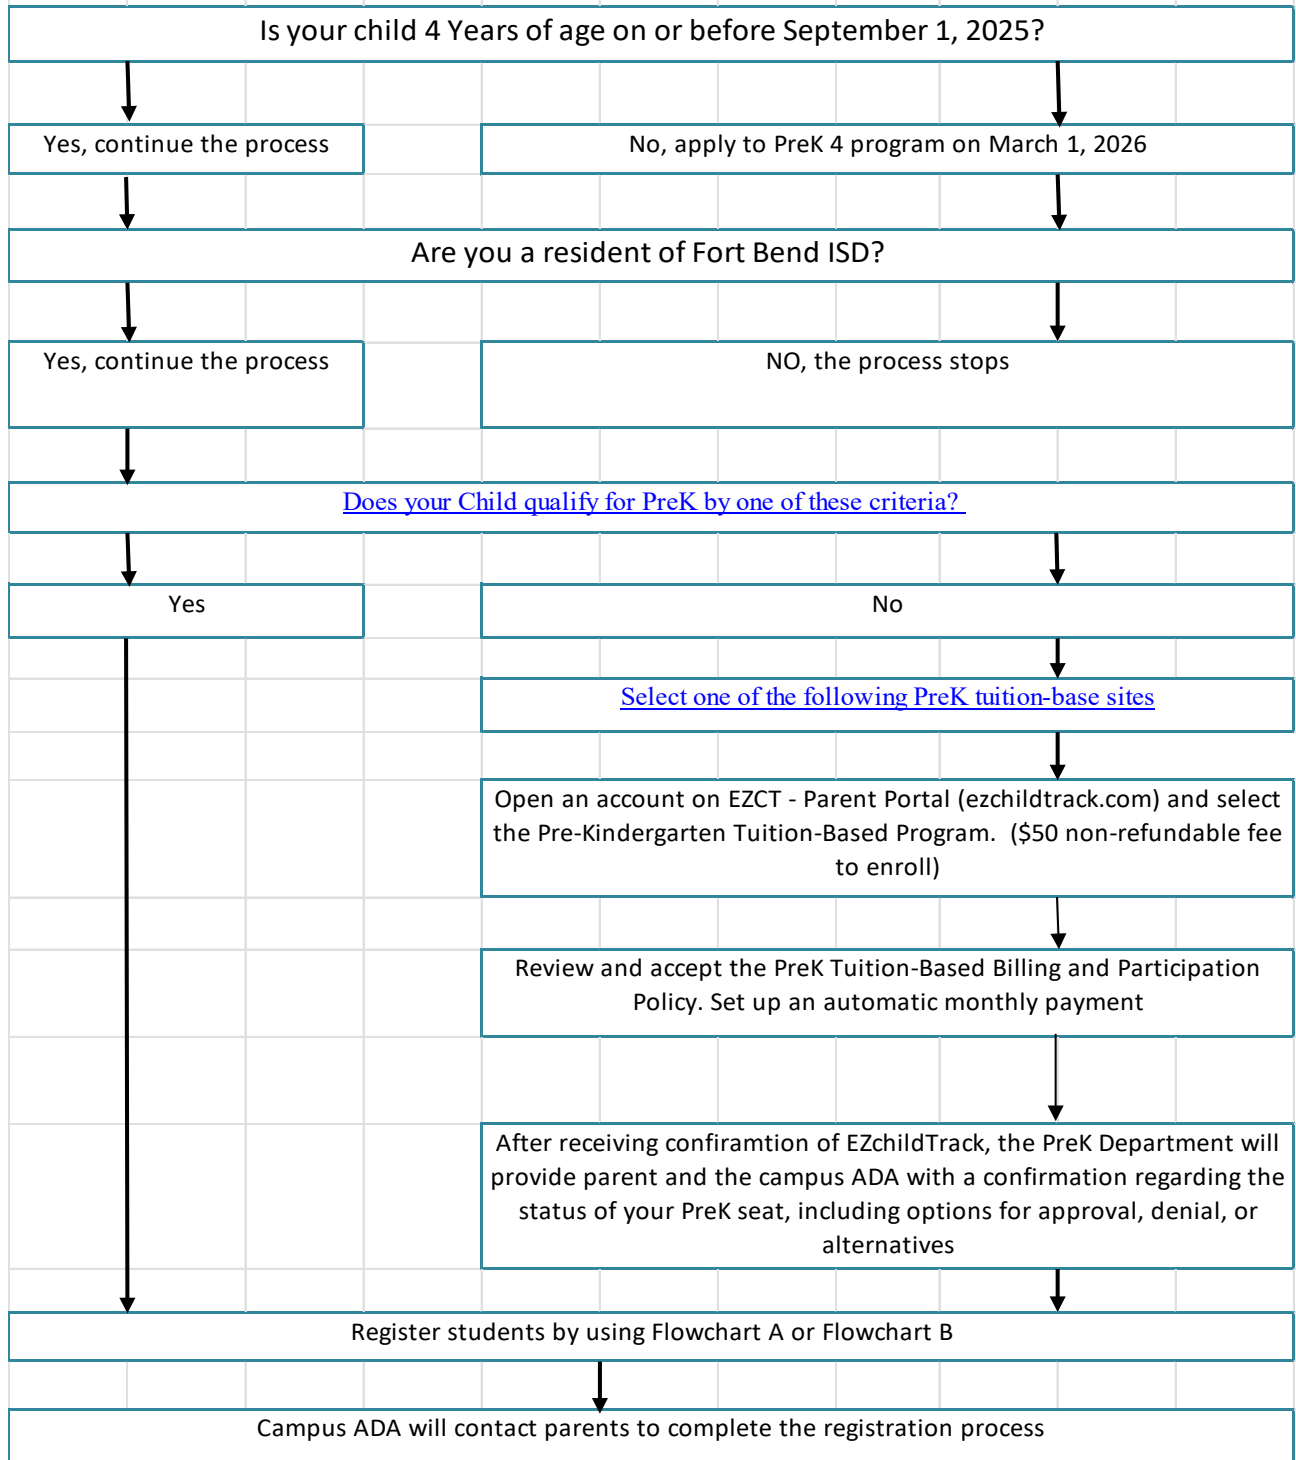 Is your child 4 Years of age on or before September 1, 2025?
Yes, continue the process
No, apply to PreK 4 program on March 1, 2026
Are you a resident of Fort Bend ISD?
Yes, continue the process
NO, the process stops
Does your Child qualify for PreK by one of these criteria?
Yes
No
Select one of the following PreK tuition-base sites
Open an account on EZCT - Parent Portal (ezchildtrack.com) and select
the Pre-Kindergarten Tuition-Based Program.  ($50 non-refundable fee
to enroll)
Review and accept the PreK Tuition-Based Billing and Participation
Policy. Set up an automatic monthly payment
After receiving confiramtion of EZchildTrack, the PreK Department will
provide parent and the campus ADA with a confirmation regarding the
status of your PreK seat, including options for approval, denial, or
alternatives
Register students by using Flowchart A or Flowchart B
Campus ADA will contact parents to complete the registration process